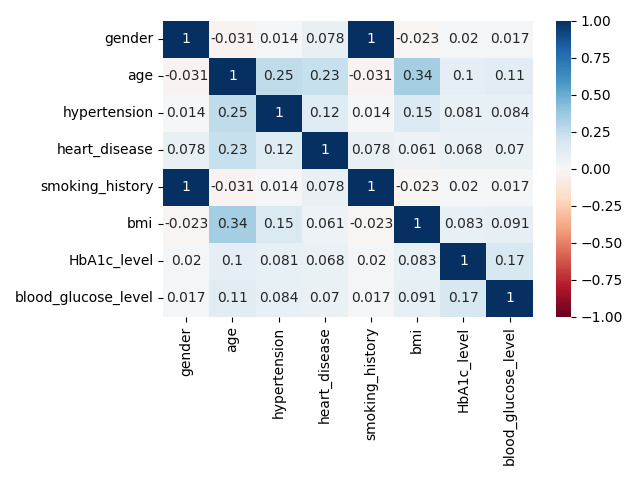 gender 1 -0.031 0.014 0.078 1 -0.023 0.02 0.017
age -0.031 1 0.25 0.23 -0.031 0.34 0.1 0.11
hypertension 0.014 0.25 1 0.12 0.014 0.15 0.081 0.084
heart_disease 0.078 0.23 0.12 1 0.078 0.061 0.068 0.07
smoking_history 1 -0.031 0.014 0.078 1 -0.023 0.02 0.017
bmi -0.023 0.34 0.15 0.061 -0.023 1 0.083 0.091
HbA1c_level 0.02 0.1 0.081 0.068 0.02 0.083 1 0.17
blood_glucose_level 0.017 0.11 0.084 0.07 0.017 0.091 0.17 1
gender
age
hypertension
heart_disease
smoking_history
bmi
HbA1c_level
blood_glucose_level
1.00
0.75
0.50
0.25
0.00
−0.25
−0.50
−0.75
−1.00